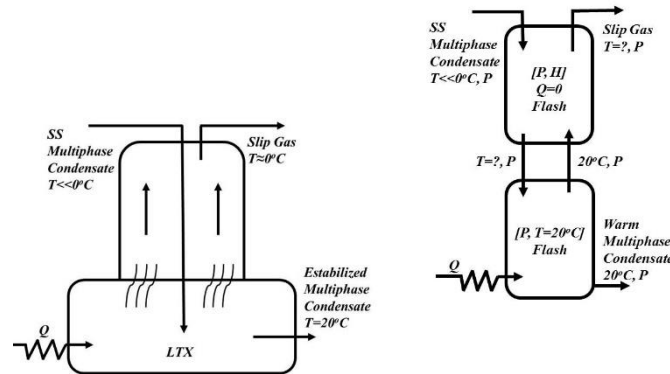 SS
Multiphase
Condensate
T<<0°C
Slip Gas
T≈0°C
Estabilized
Multiphase
Condensate
T=20°C
Q
LTX
SS
Multiphase
Condensate
T<<0°C, P
Slip Gas
T=?, P
[P, H]
Q=0
Flash
T=?, P
20°C, P
[P, T=20°C]
Flash
Q
Warm
Multiphase
Condensate
20°C, P